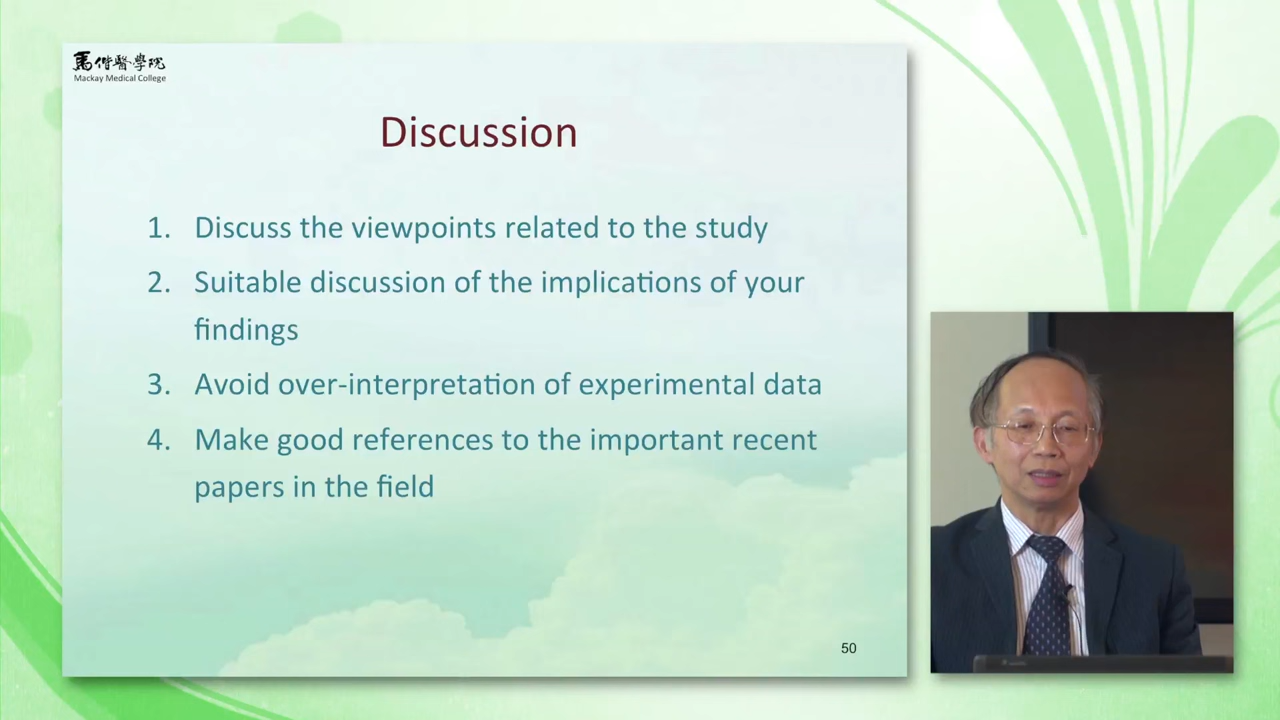 馬偕醫學院
Mackay Medical College
Discussion
1. Discuss the viewpoints related to the study
2. Suitable discussion of the implications of your
findings
3. Avoid over-interpretation of experimental data
4. Make good references to the important recent
papers in the field
50